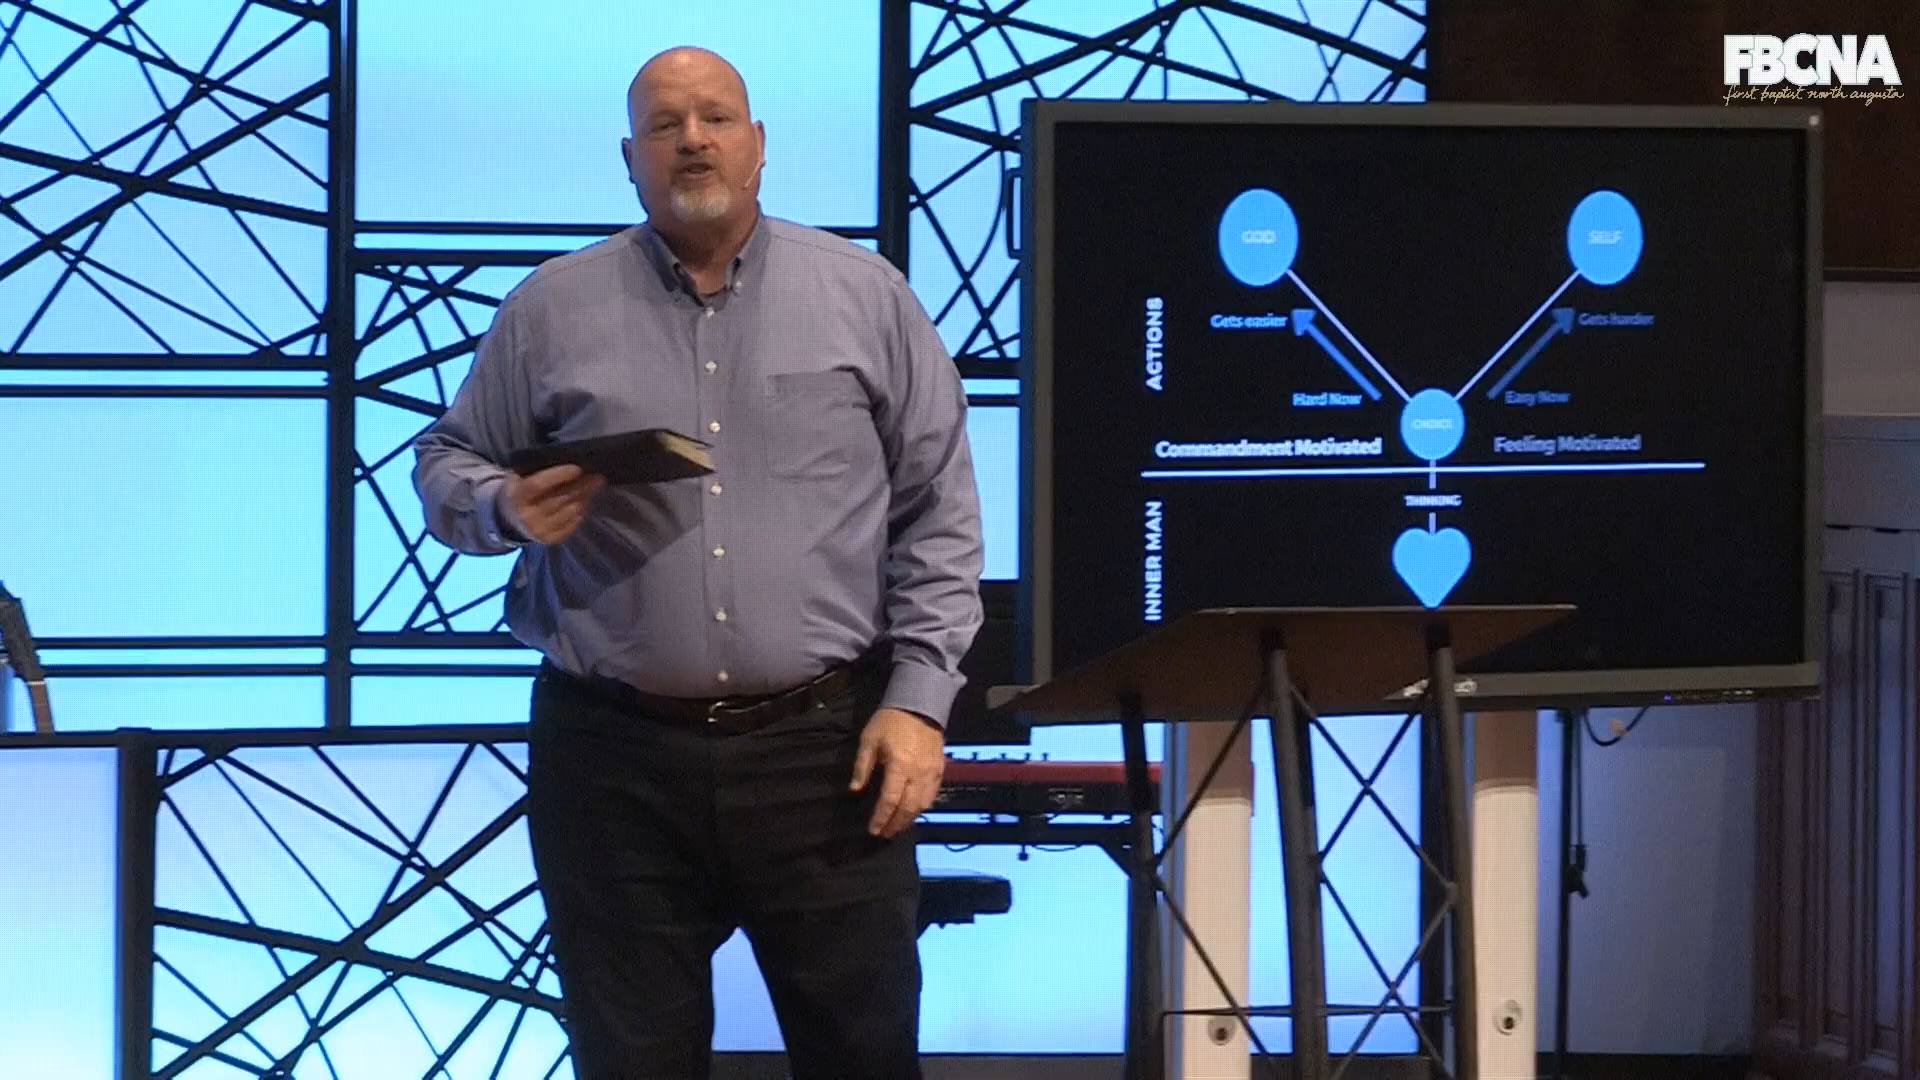 FBCNA
first baptist north augusta
GOD
SELF
ACTIONS
Gets easier
Gets harder
Hard Now
Easy Now
CHOICE
Commandment Motivated
Feeling Motivated
THINKING
INNER MAN